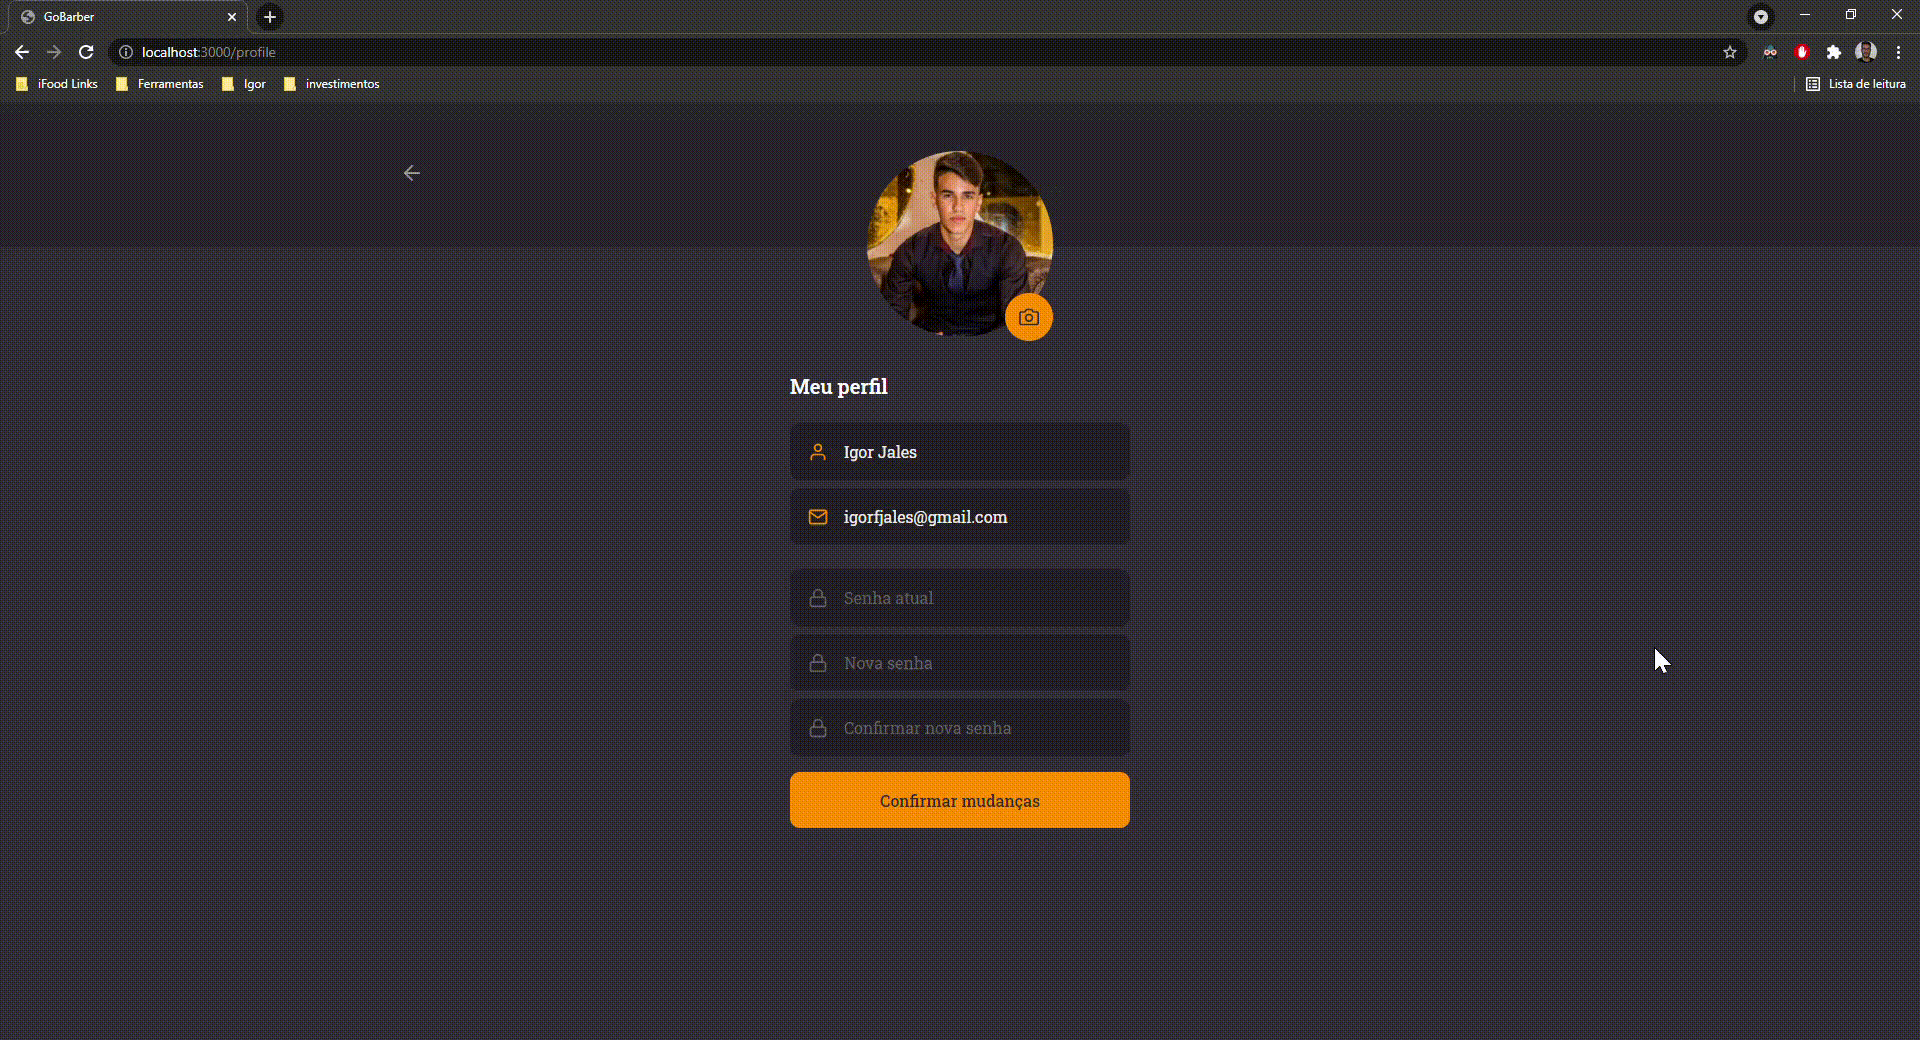 GoBarber
localhost:3000/profile
iFood Links
Ferramentas
Igor
investimentos
Lista de leitura
Meu perfil
Igor Jales
igorfjales@gmail.com
Senha atual
Nova senha
Confirmar nova senha
Confirmar mudanças